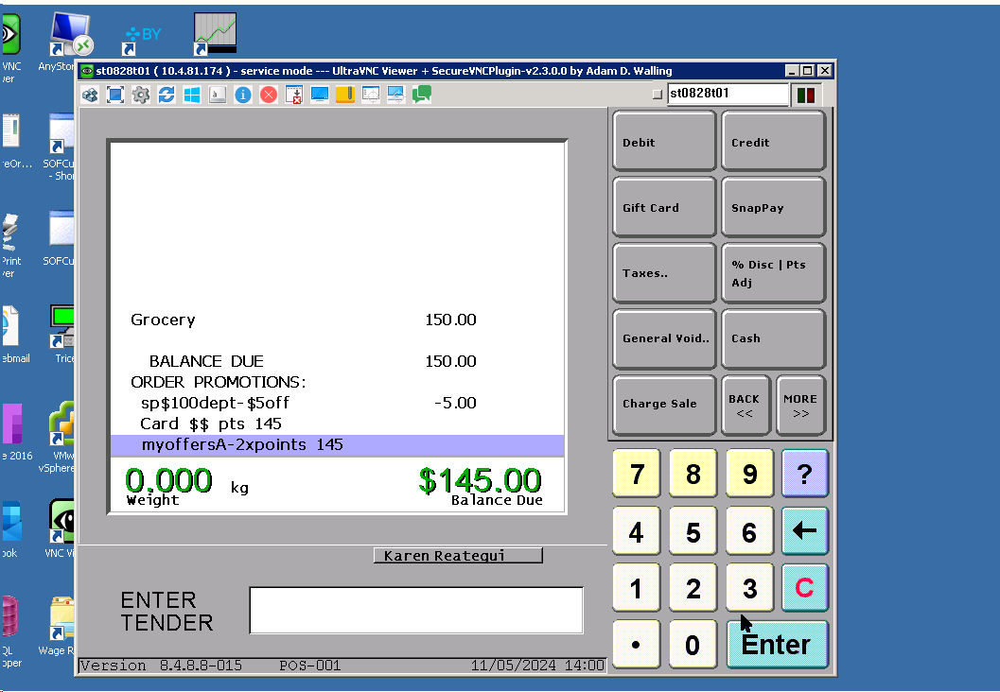 BY
VNC
ver
AnyStor
st0828t01 ( 10.4.81.174 ) - service mode --- UltraVNC Viewer + SecureVNCPlugin-v2.3.0.0 by Adam D. Walling
st0828t01
reOr...
SOFCu
- Shor
Print
ver
SOFCu
ebmail
Trice
e 2016
VMw
vSphere
ook
VNC Vi
QL
oper
Wage R
Grocery 150.00
BALANCE DUE 150.00
ORDER PROMOTIONS:
sp$100dept-$5off -5.00
Card $$ pts 145
myoffersA-2xpoints 145
0.000 kg $145.00
Weight Balance Due
Karen Reategui
ENTER
TENDER
Version 8.4.8.8-015 POS-001 11/05/2024 14:00
Debit Credit
Gift Card SnapPay
Taxes.. % Disc | Pts
Adj
General Void.. Cash
Charge Sale BACK
<< MORE
>>
7 8 9 ?
4 5 6 ←
1 2 3 C
. 0 Enter